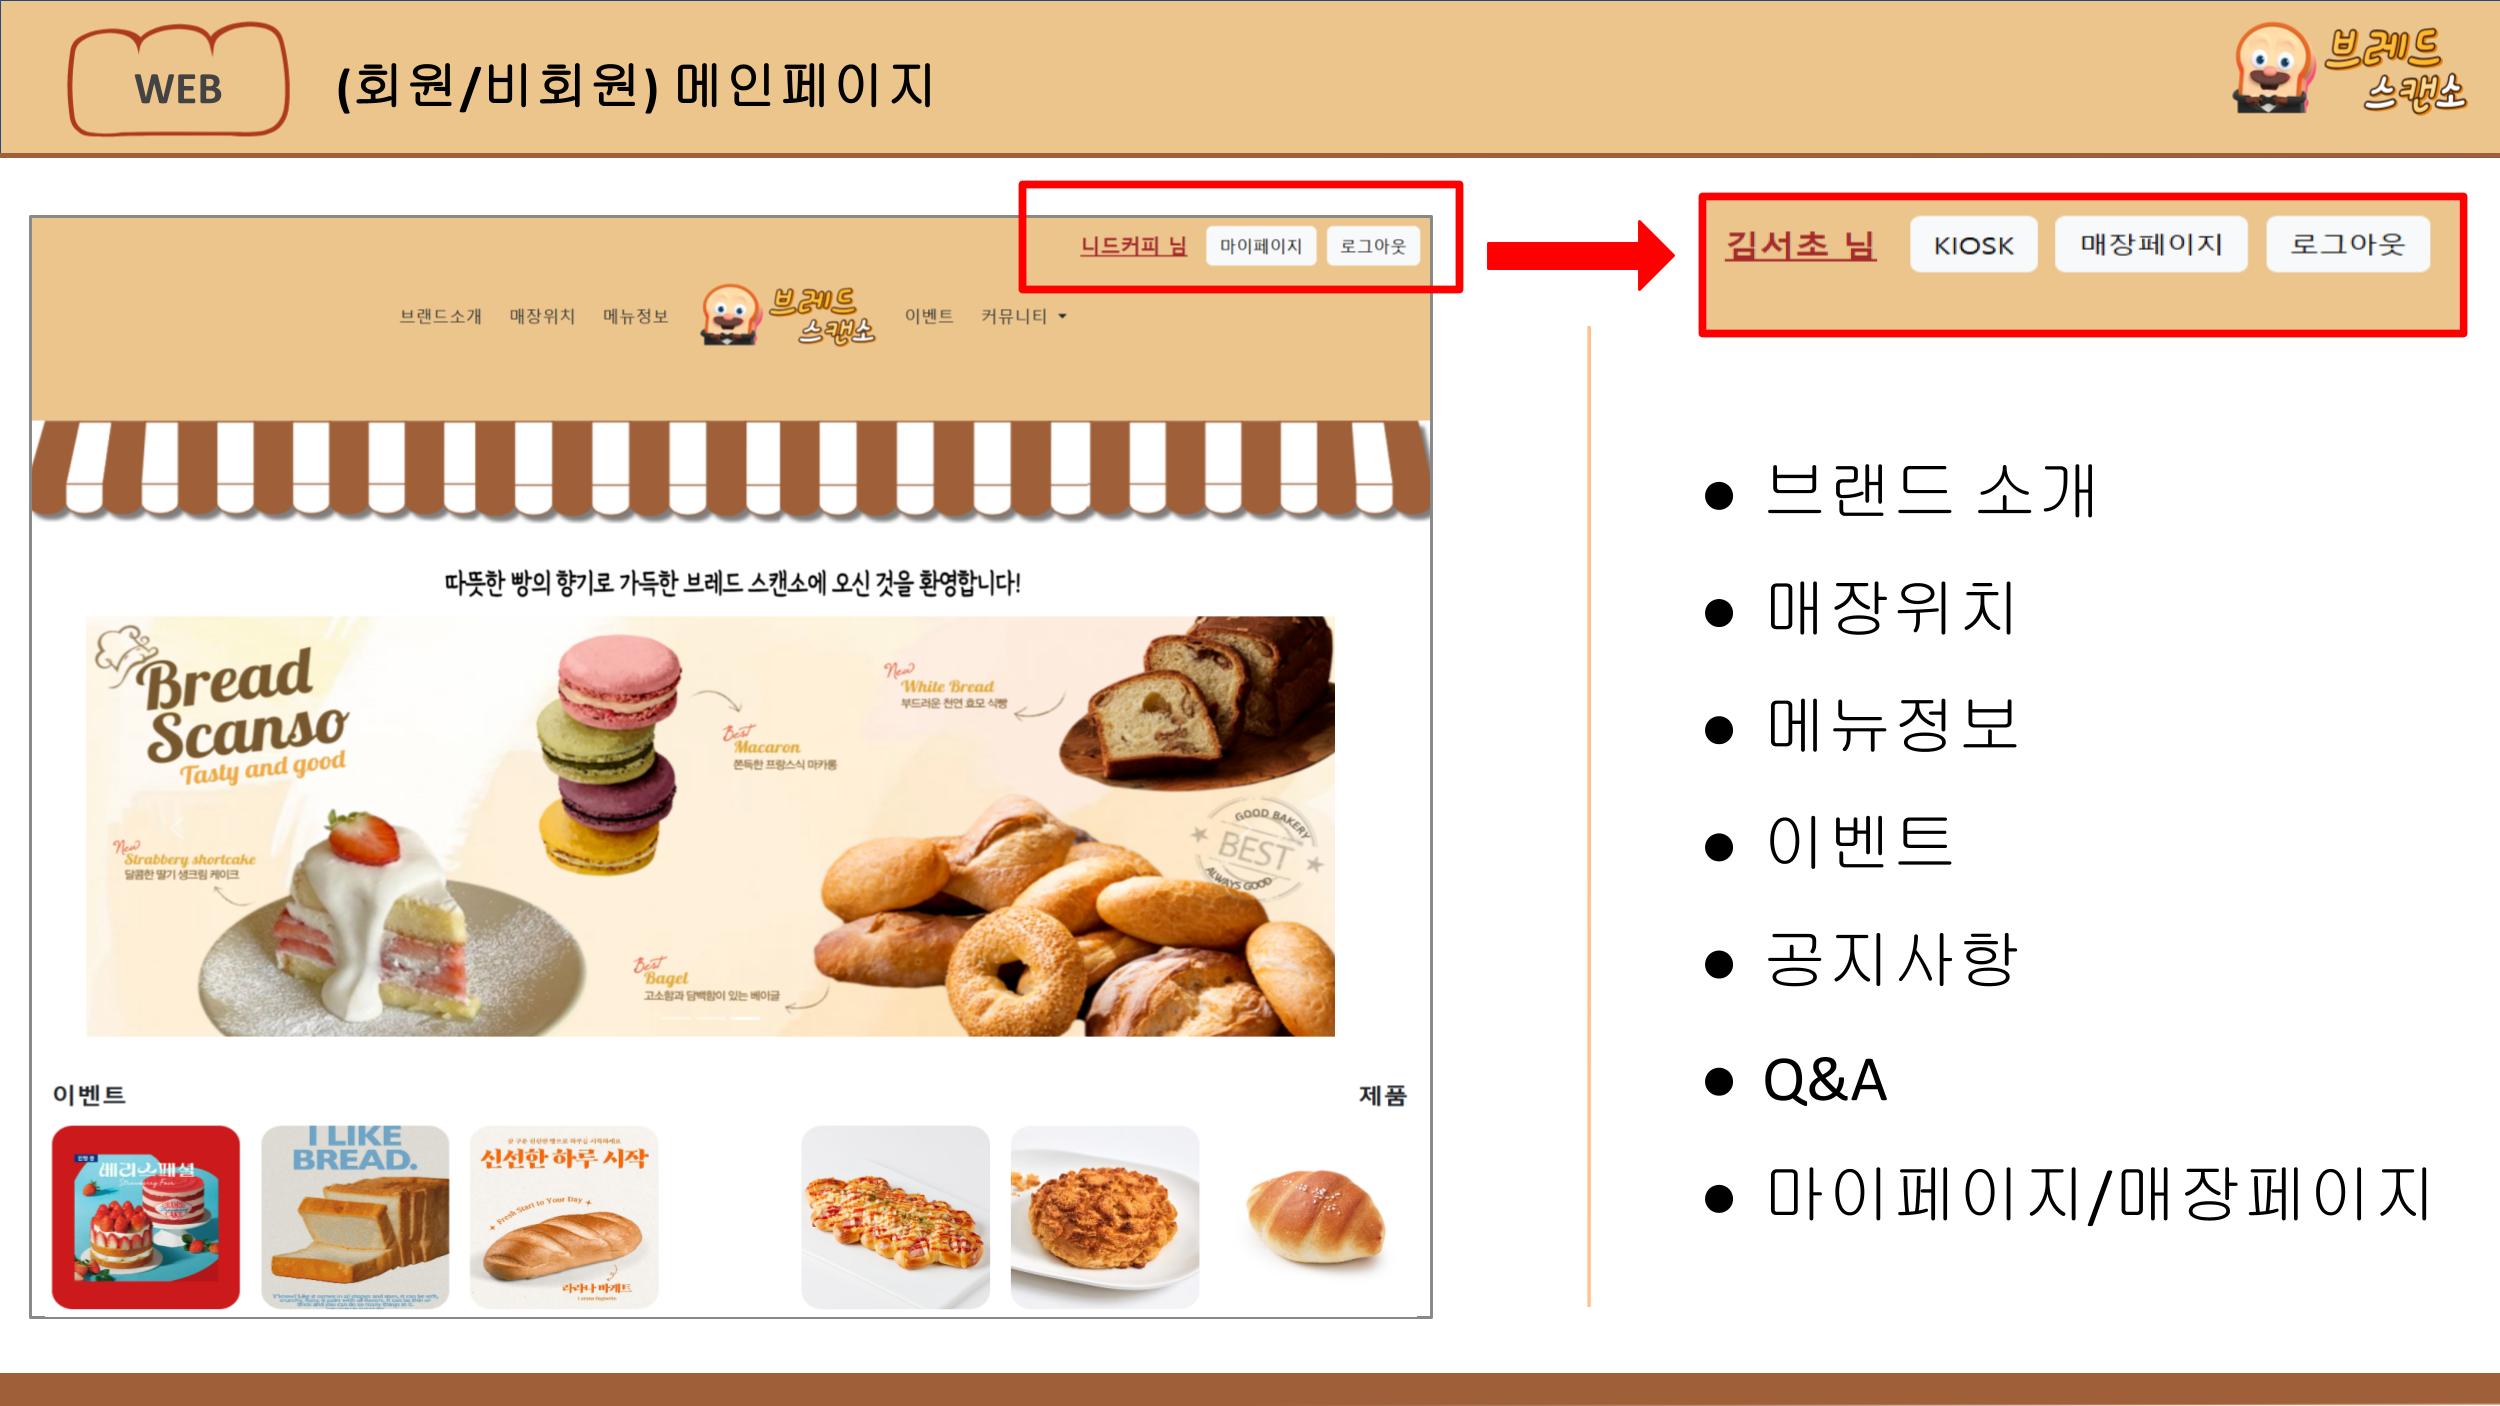 WEB
(회원/비회원) 메인페이지
브레드
스캔소
니드커피 님 마이페이지 로그아웃
김서초 님 KIOSK 매장페이지 로그아웃
브랜드소개 매장위치 메뉴정보 브레드 스캔소 이벤트 커뮤니티
따뜻한 빵의 향기로 가득한 브레드 스캔소에 오신 것을 환영합니다!
Bread
Scanso
Tasty and good
New
White Bread
부드러운 천연 효모 식빵
Best
Macaron
쫀득한 프랑스식 마카롱
New
Strabbery shortcake
달콤한 딸기 생크림 케이크
GOOD BAKERY
BEST
ALWAYS GOOD
Best
Bagel
고소함과 담백함이 있는 베이글
이벤트 제품
베리스페셜
I LIKE
BREAD.
신선한 하루 시작
Fresh Start to Your Day
라라나 바게트
● 브랜드 소개
● 매장위치
● 메뉴정보
● 이벤트
● 공지사항
● Q&A
● 마이페이지/매장페이지